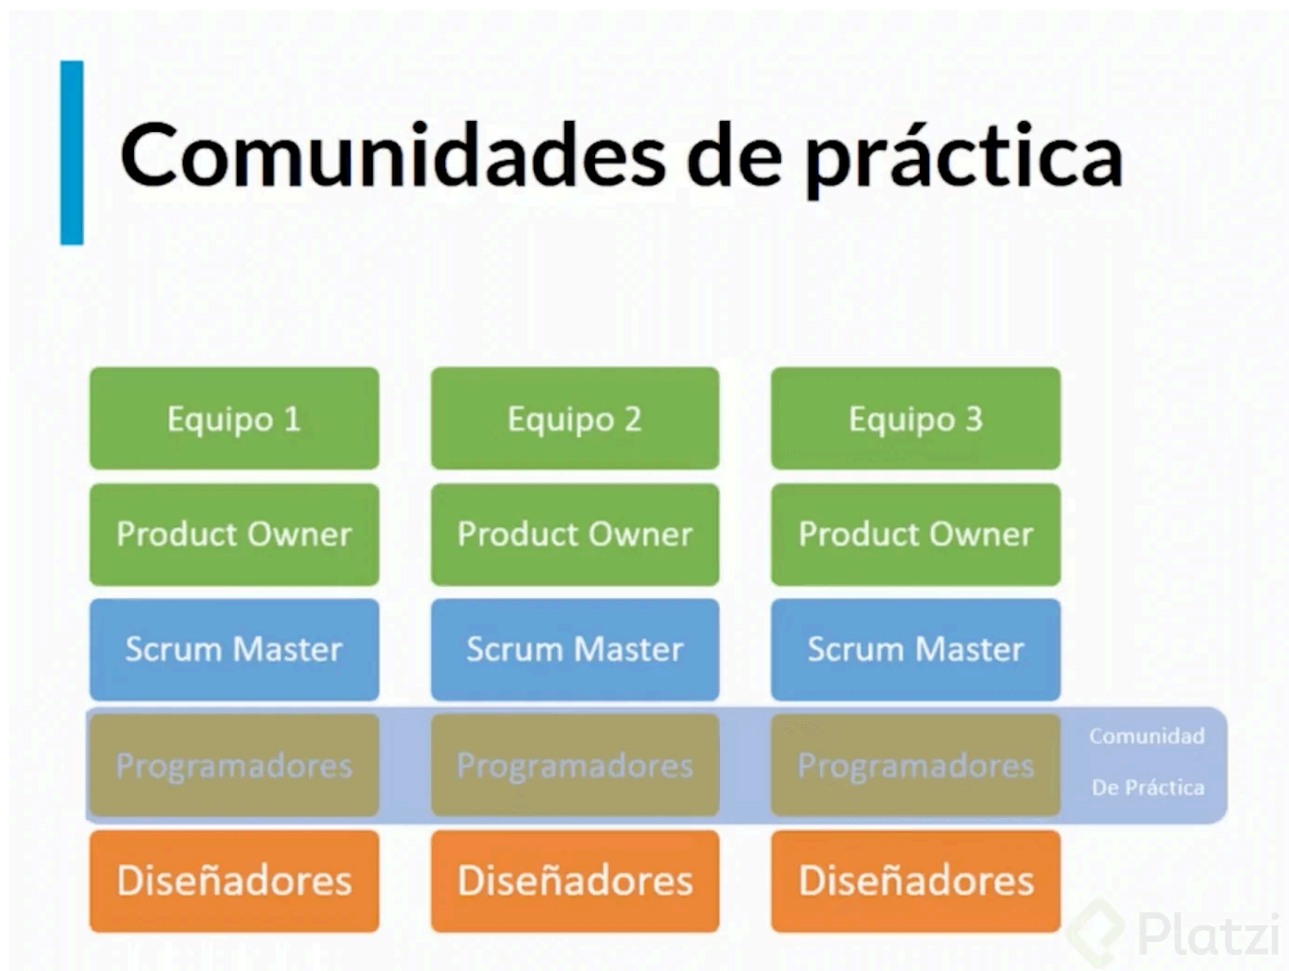 Comunidades de práctica
Equipo 1
Equipo 2
Equipo 3
Product Owner
Product Owner
Product Owner
Scrum Master
Scrum Master
Scrum Master
Programadores
Programadores
Programadores
Comunidad
De Práctica
Diseñadores
Diseñadores
Diseñadores
Platzi